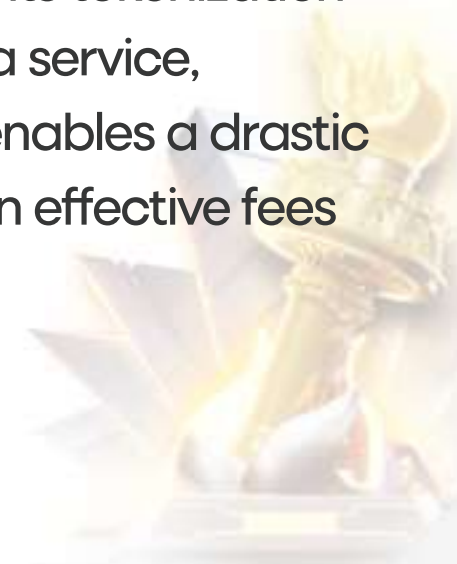 a service,
enables a drastic
n effective fees